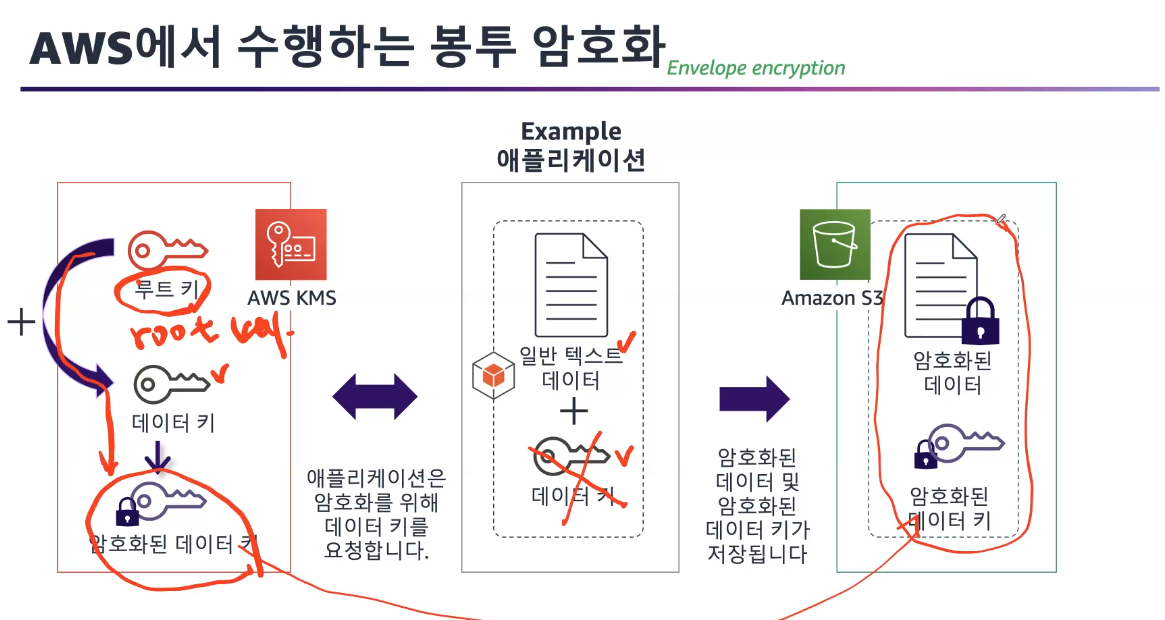 AWS에서 수행하는 봉투 암호화
Envelope encryption
Example
애플리케이션
루트 키
AWS KMS
root key.
데이터 키
암호화된 데이터 키
애플리케이션은
암호화를 위해
데이터 키를
요청합니다.
일반 텍스트
데이터
+
데이터 키
암호화된
데이터 및
암호화된
데이터 키가
저장됩니다
Amazon S3
암호화된
데이터
암호화된
데이터 키